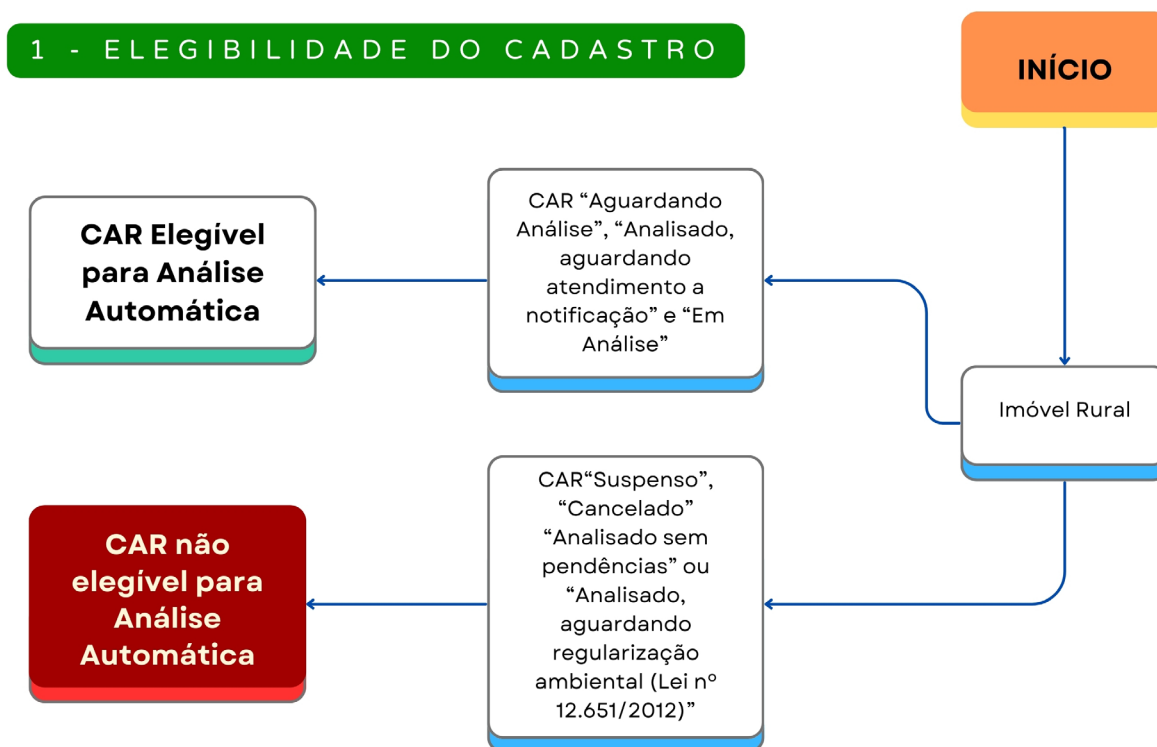 1 - ELEGIBILIDADE DO CADASTRO
INÍCIO
CAR Elegível
para Análise
Automática
CAR “Aguardando
Análise”, “Analisado,
aguardando
atendimento a
notificação” e “Em
Análise”
Imóvel Rural
CAR não
elegível para
Análise
Automática
CAR“Suspenso”,
“Cancelado”
“Analisado sem
pendências” ou
“Analisado,
aguardando
regularização
ambiental (Lei nº
12.651/2012)”